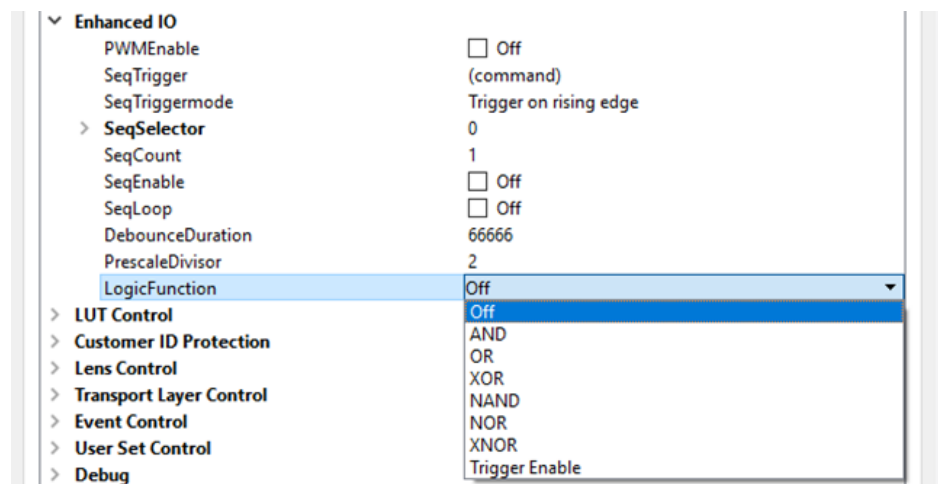 Enhanced IO
PWMEnable Off
SeqTrigger (command)
SeqTriggermode Trigger on rising edge
SeqSelector 0
SeqCount 1
SeqEnable Off
SeqLoop Off
DebounceDuration 66666
PrescaleDivisor 2
LogicFunction Off
LUT Control Off
Customer ID Protection AND
OR
Lens Control XOR
Transport Layer Control NAND
Event Control NOR
User Set Control XNOR
Debug Trigger Enable